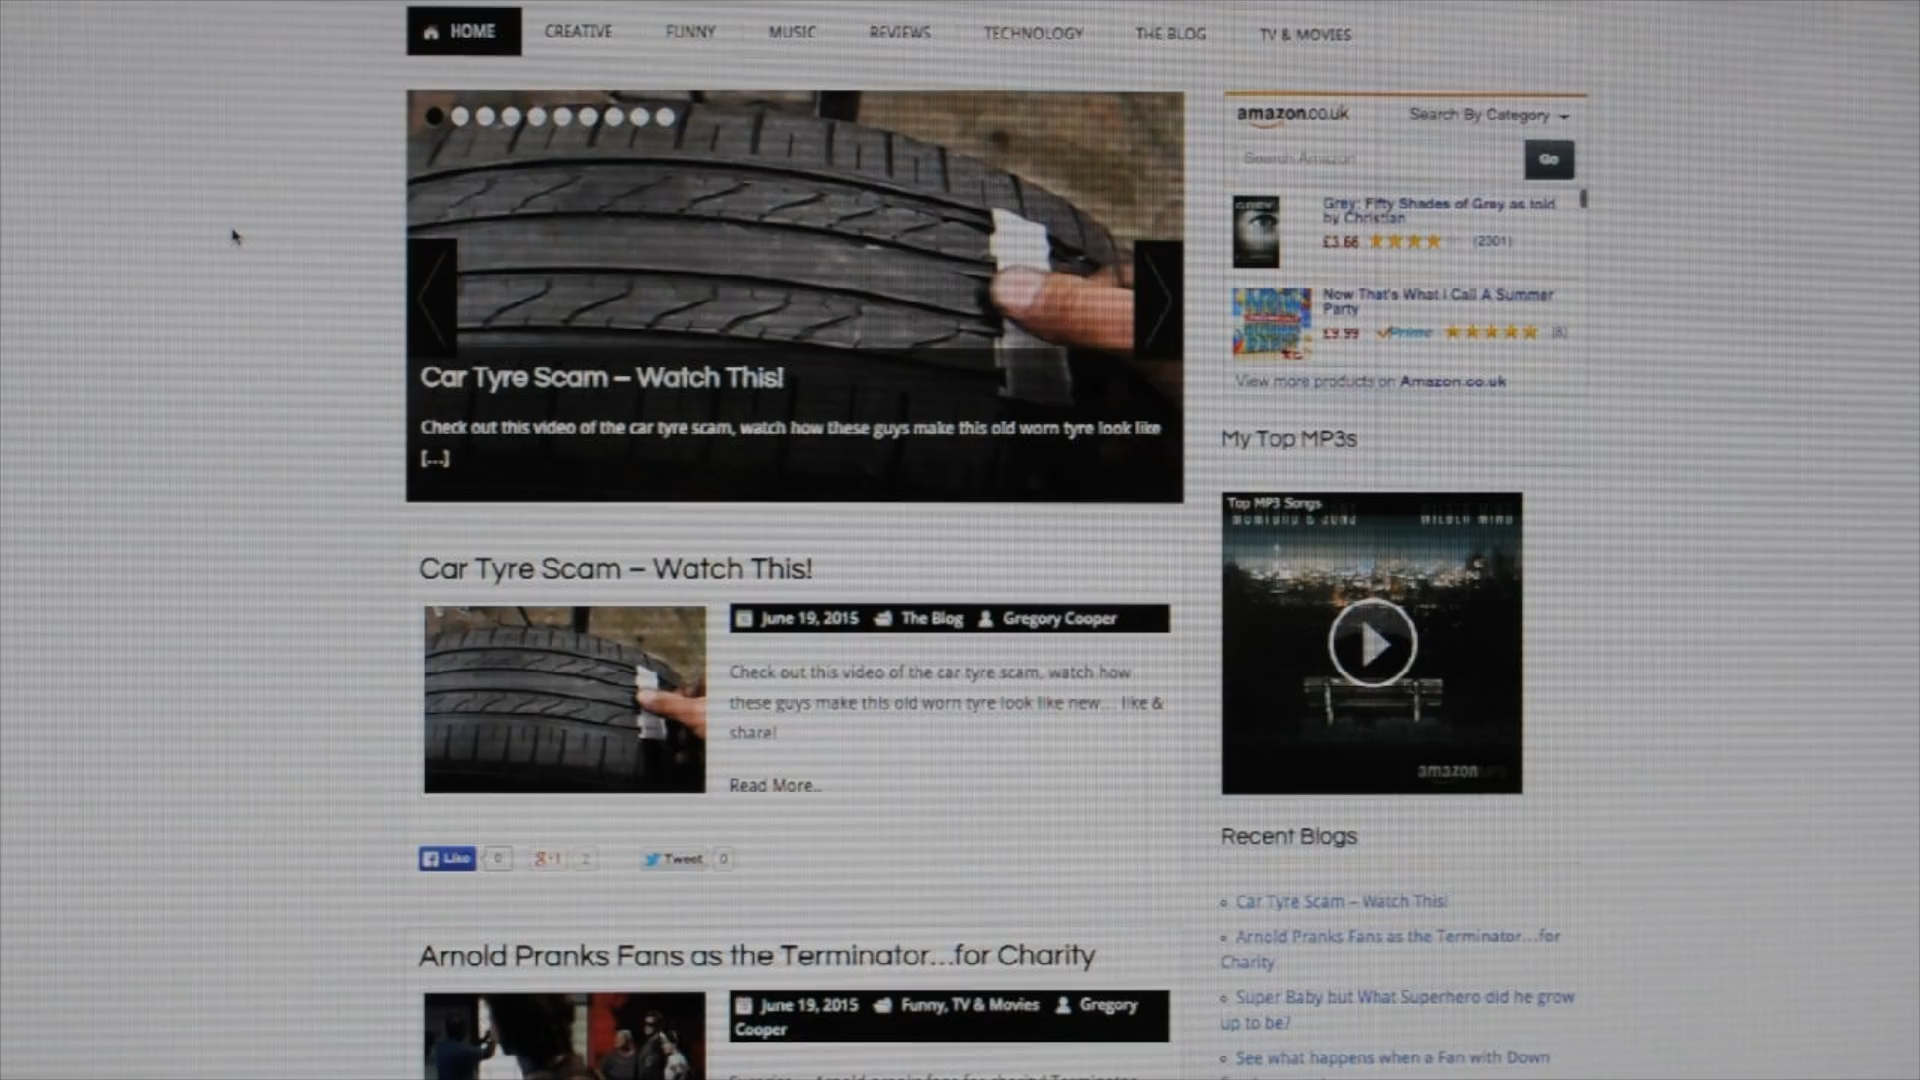 HOME CREATIVE FUNNY MUSIC REVIEWS TECHNOLOGY THE BLOG TV & MOVIES
Car Tyre Scam – Watch This!
Check out this video of the car tyre scam, watch how these guys make this old worn tyre look like
[...]
Car Tyre Scam – Watch This!
June 19, 2015 The Blog Gregory Cooper
Check out this video of the car tyre scam, watch how
these guys make this old worn tyre look like new... like &
share!
Read More...
Like 0 g+1 2 Tweet 0
Arnold Pranks Fans as the Terminator...for Charity
June 19, 2015 Funny, TV & Movies Gregory
Cooper
amazon.co.uk Search By Category
Search Amazon Go
Grey: Fifty Shades of Grey as told
by Christian
£3.66 (2301)
Now That's What I Call A Summer
Party
£9.99 Prime (8)
View more products on Amazon.co.uk
My Top MP3s
Top MP3 Songs
MUMFORD & SONS WILDER MIND
amazon
Recent Blogs
Car Tyre Scam – Watch This!
Arnold Pranks Fans as the Terminator...for
Charity
Super Baby but What Superhero did he grow
up to be?
See what happens when a Fan with Down